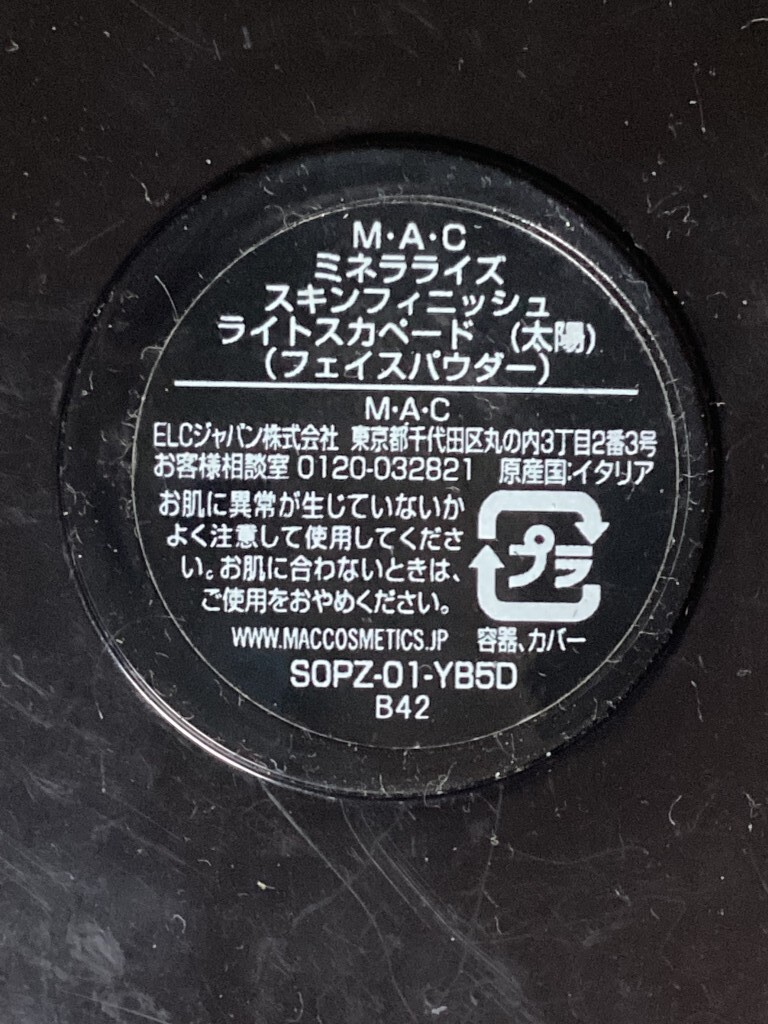 M・A・C
ミネラライズ
スキンフィニッシュ
ライトスカペード (太陽)
(フェイスパウダー)
M・A・C
ELCジャパン株式会社 東京都千代田区丸の内3丁目2番3号
お客様相談室 0120-032821 原産国:イタリア
お肌に異常が生じていないか
よく注意して使用してくださ
い。お肌に合わないときは、
ご使用をおやめください。
プラ
WWW.MACCOSMETICS.JP 容器、カバー
S0PZ-01-YB5D
B42